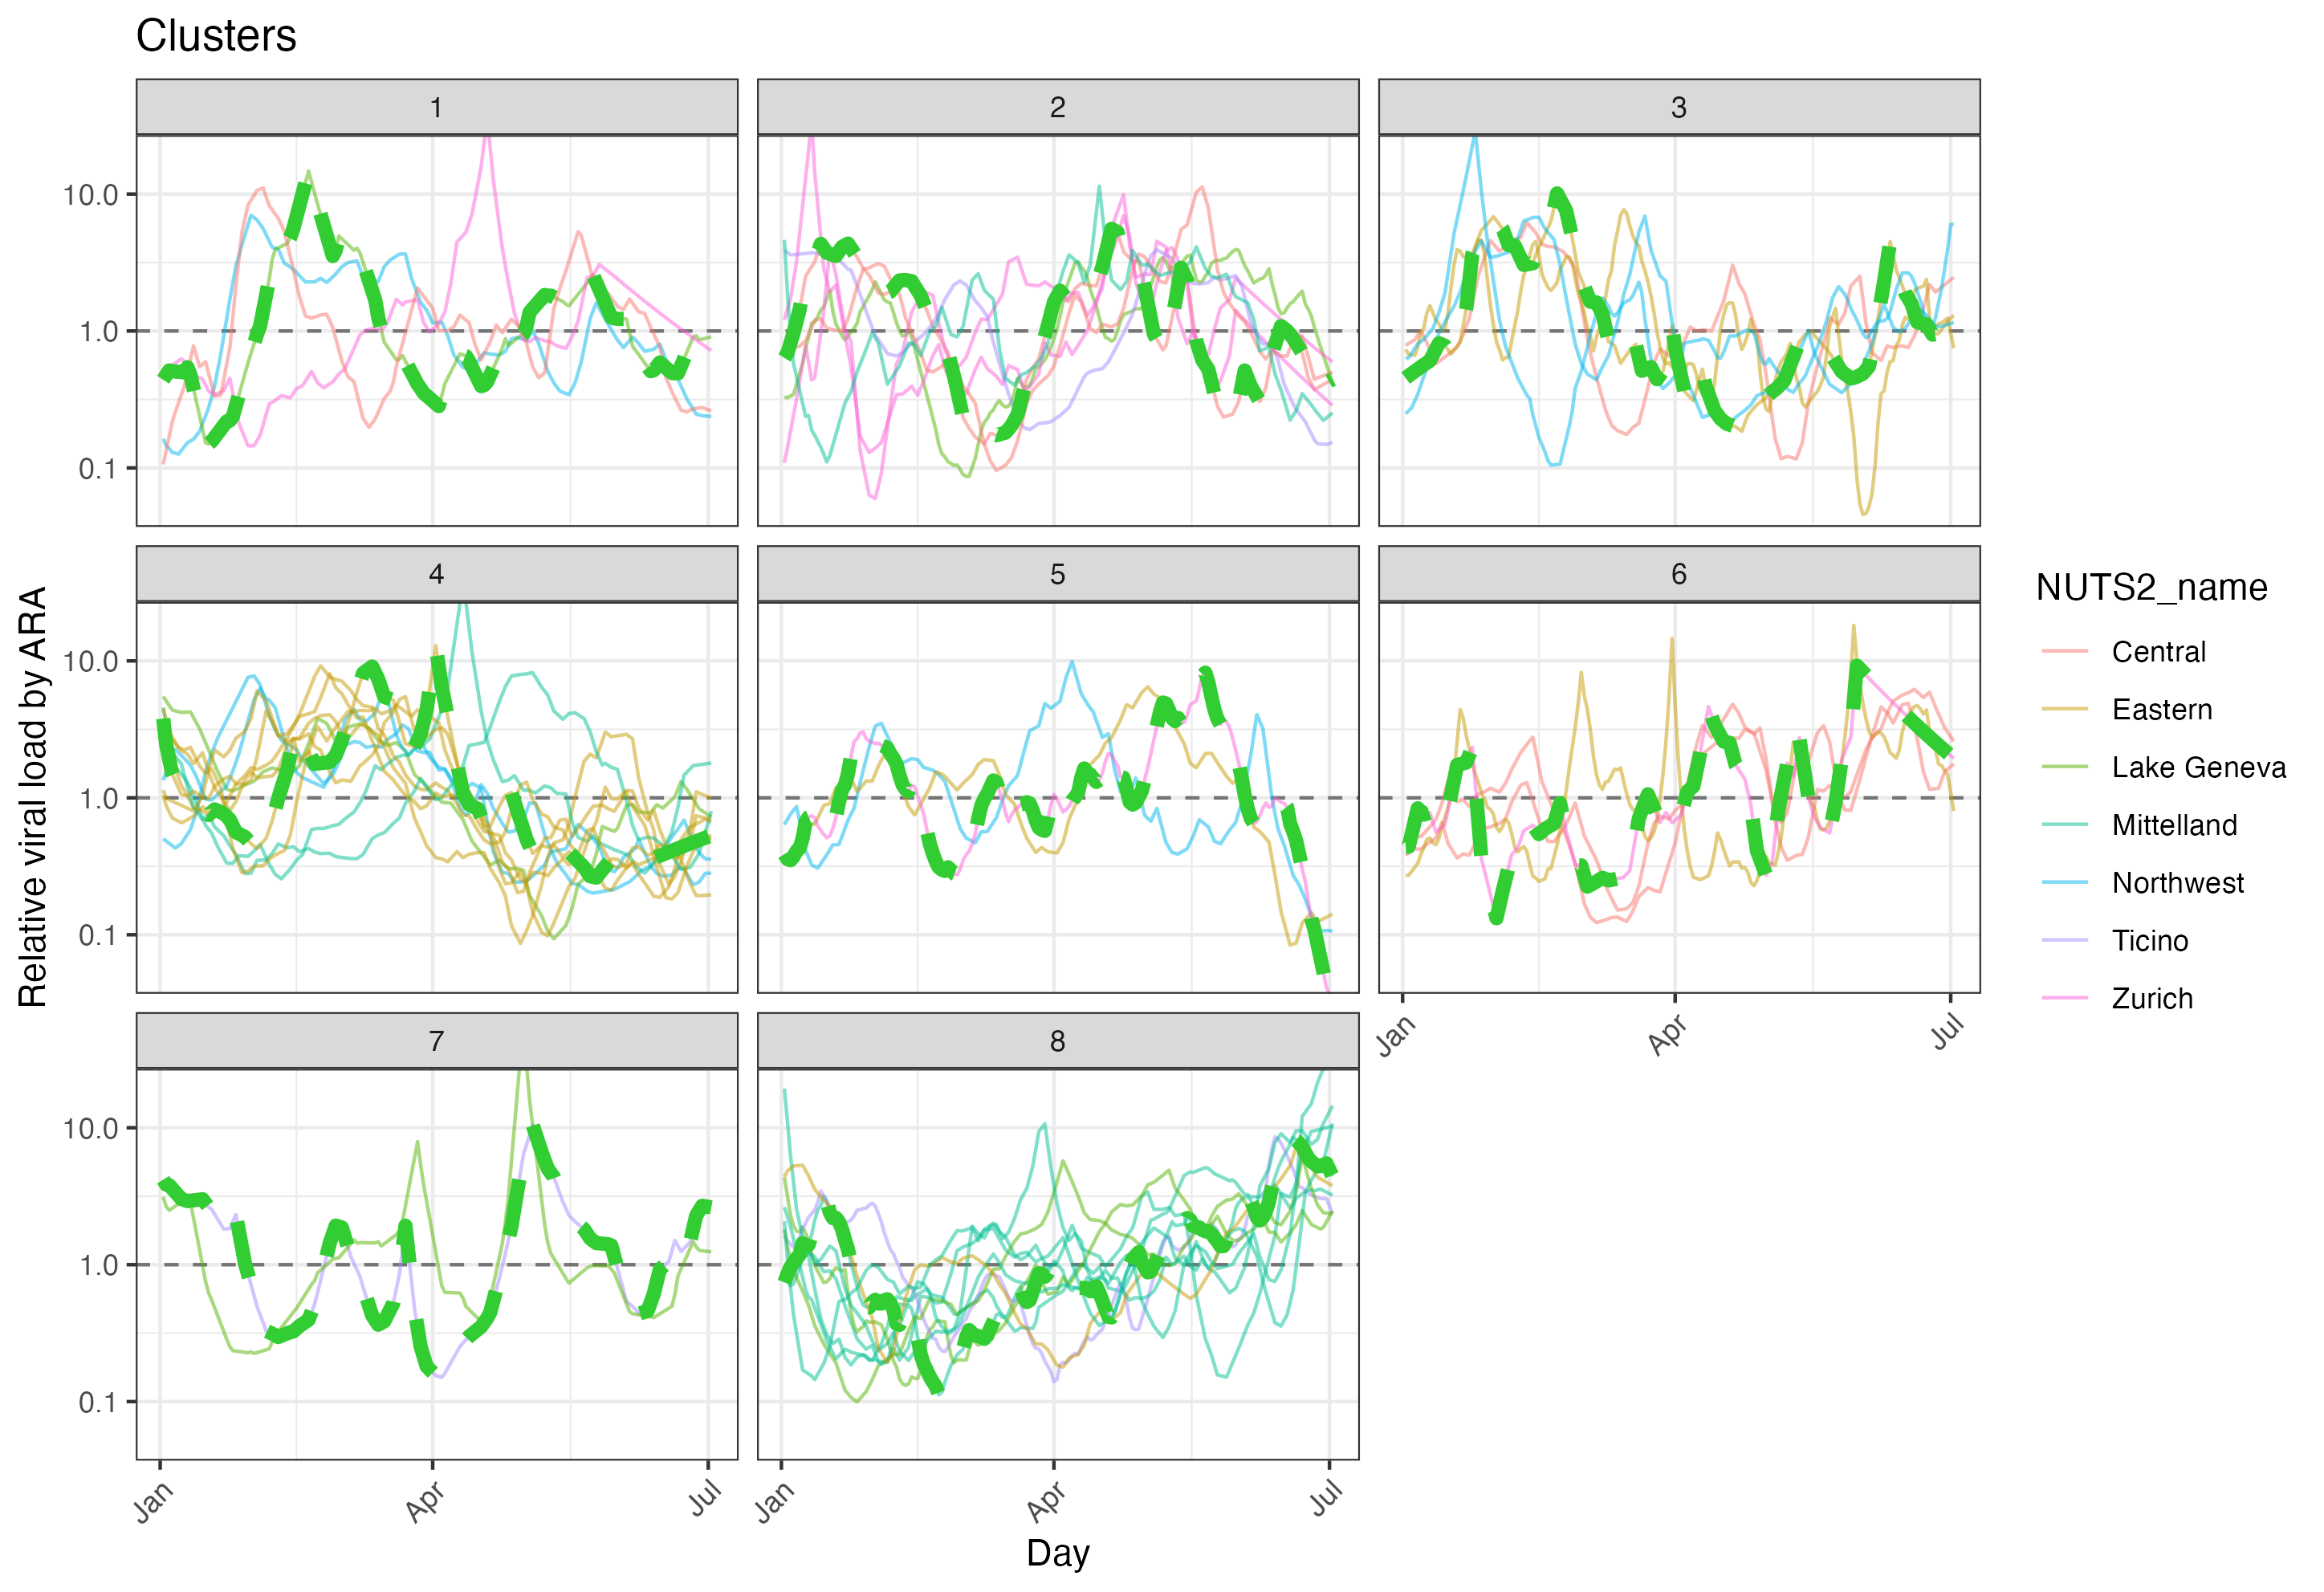 Clusters
1
2
3
10.0
1.0
0.1
4
5
6
10.0
1.0
0.1
Jan
Apr
Jul
7
8
10.0
1.0
0.1
Jan
Apr
Jul
Jan
Apr
Jul
Day
Relative viral load by ARA
NUTS2_name
Central
Eastern
Lake Geneva
Mittelland
Northwest
Ticino
Zurich